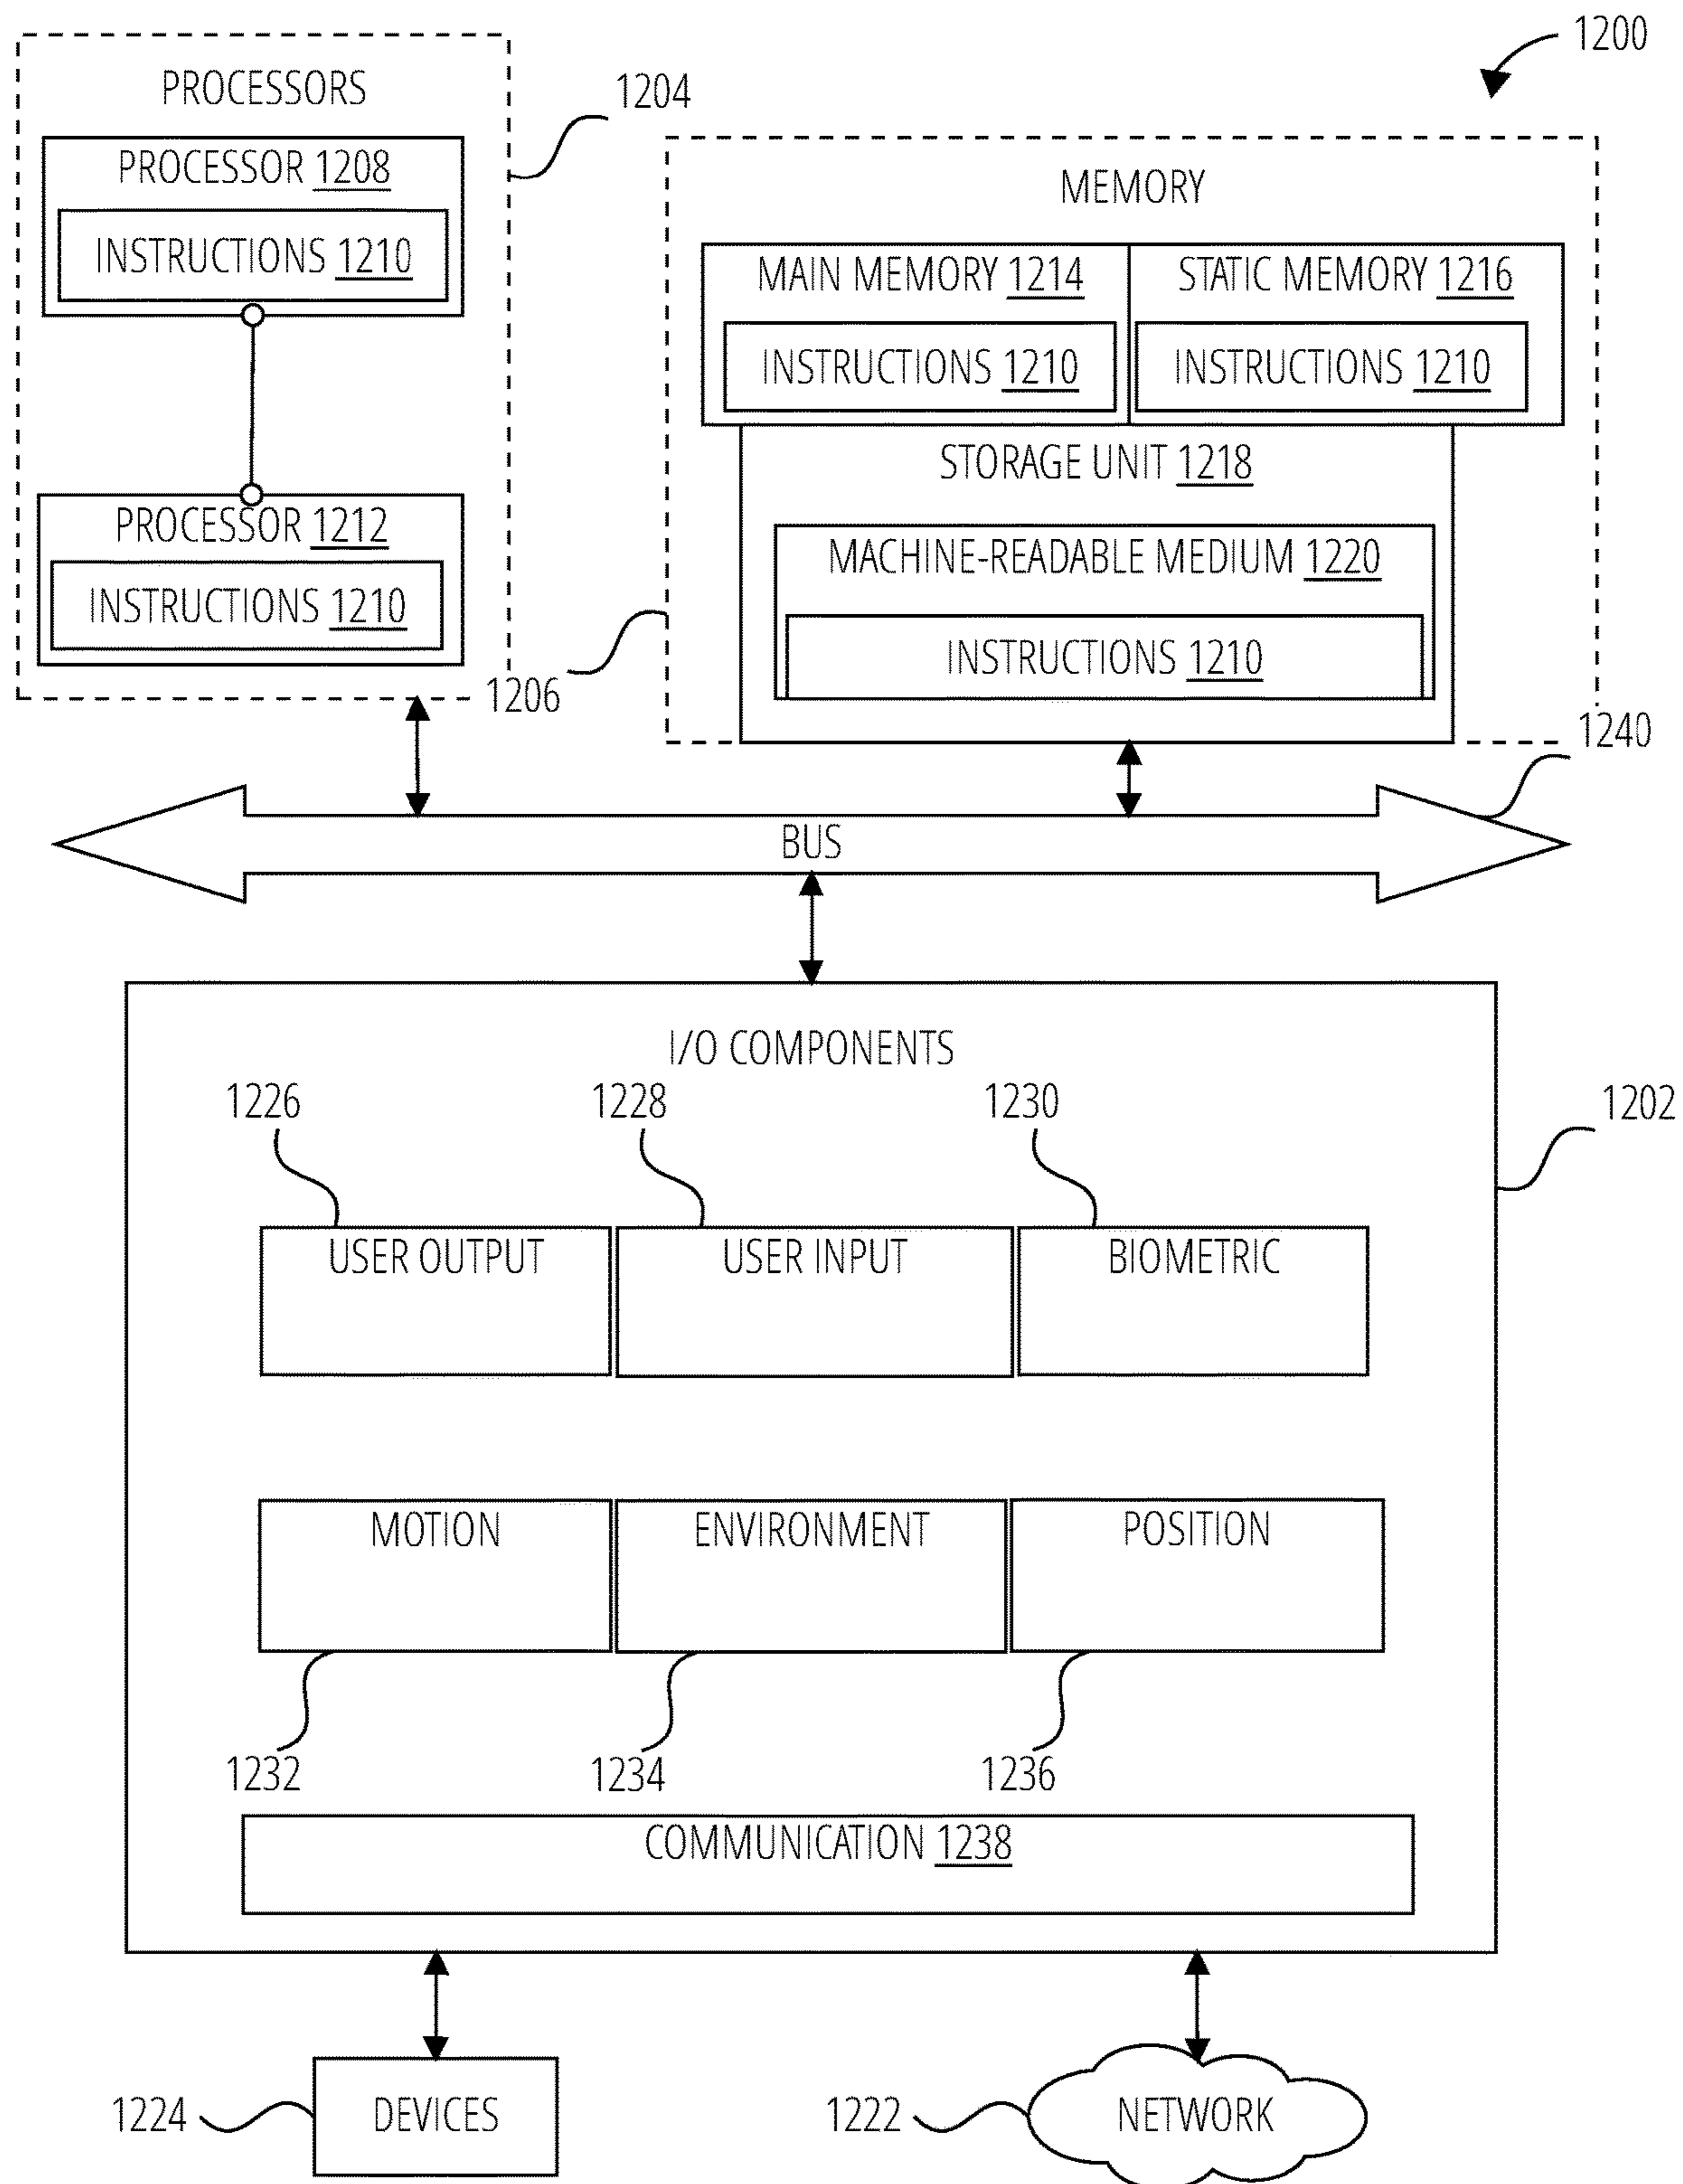 1200
PROCESSORS
1204
PROCESSOR 1208
INSTRUCTIONS 1210
PROCESSOR 1212
INSTRUCTIONS 1210
MEMORY
MAIN MEMORY 1214
INSTRUCTIONS 1210
STATIC MEMORY 1216
INSTRUCTIONS 1210
STORAGE UNIT 1218
MACHINE-READABLE MEDIUM 1220
INSTRUCTIONS 1210
1206
1240
BUS
I/O COMPONENTS
1226
1228
1230
1202
USER OUTPUT
USER INPUT
BIOMETRIC
MOTION
ENVIRONMENT
POSITION
1232
1234
1236
COMMUNICATION 1238
1224
DEVICES
1222
NETWORK